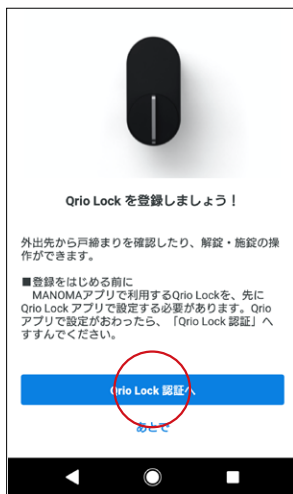 Qrio Lock を登録しましょう！
外出先から戸締まりを確認したり、解錠・施錠の操
作ができます。
■登録をはじめる前に
MANOMAアプリで利用するQrio Lockを、先に
Qrio Lock アプリで設定する必要があります。Qrio
アプリで設定がおわったら、「Qrio Lock 認証」へ
すすんでください。
Qrio Lock 認証へ
あとで